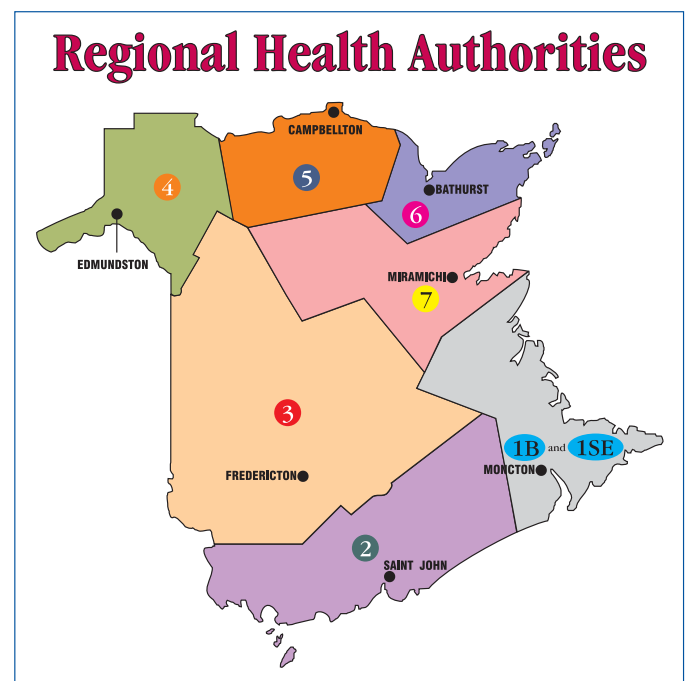 Regional Health Authorities
CAMPBELLTON
4
5
BATHURST
6
EDMUNDSTON
MIRAMICHI
7
3
1B and 1SE
FREDERICTON
MONCTON
2
SAINT JOHN